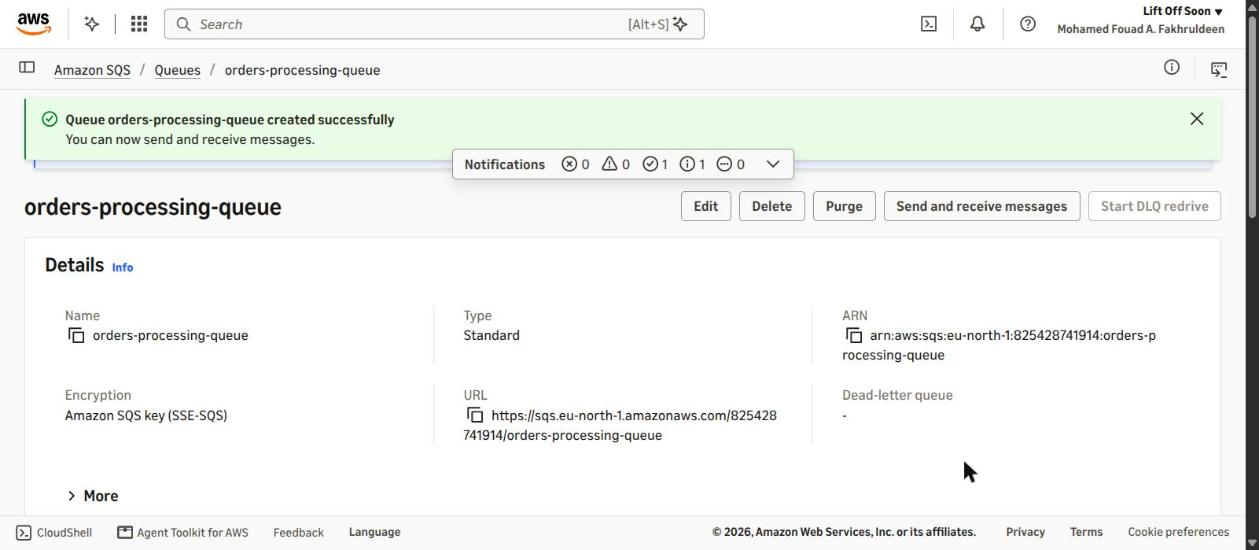 aws
Search
[Alt+S]
Lift Off Soon ▼
Mohamed Fouad A. Fakhruldeen
Amazon SQS / Queues / orders-processing-queue
Queue orders-processing-queue created successfully
You can now send and receive messages.
Notifications 0 0 1 1 0
orders-processing-queue
Edit
Delete
Purge
Send and receive messages
Start DLQ redrive
Details Info
Name
orders-processing-queue
Type
Standard
ARN
arn:aws:sqs:eu-north-1:825428741914:orders-p
rocessing-queue
Encryption
Amazon SQS key (SSE-SQS)
URL
https://sqs.eu-north-1.amazonaws.com/825428
741914/orders-processing-queue
Dead-letter queue
-
More
CloudShell
Agent Toolkit for AWS
Feedback
Language
© 2026, Amazon Web Services, Inc. or its affiliates.
Privacy
Terms
Cookie preferences